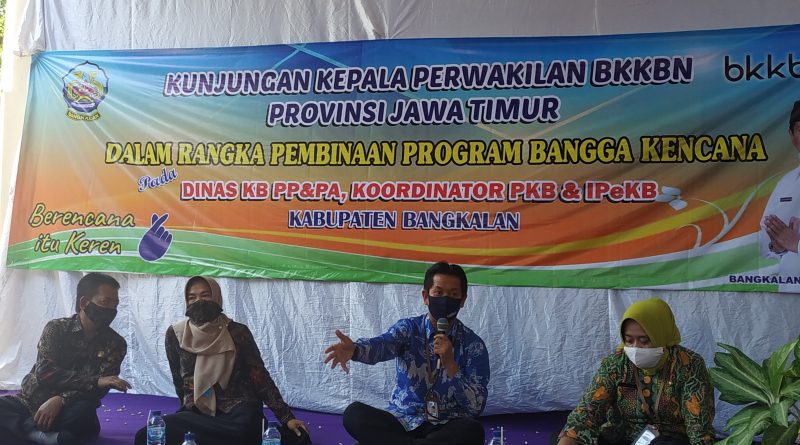 KUNJUNGAN KEPALA PERWAKILAN BKKBN
PROVINSI JAWA TIMUR
DALAM RANGKA PEMBINAAN PROGRAM BANGGA KENCANA
Pada
DINAS KB PP&PA, KOORDINATOR PKB & IPeKB
KABUPATEN BANGKALAN
Berencana
itu Keren
bkkb
BANGKALAN